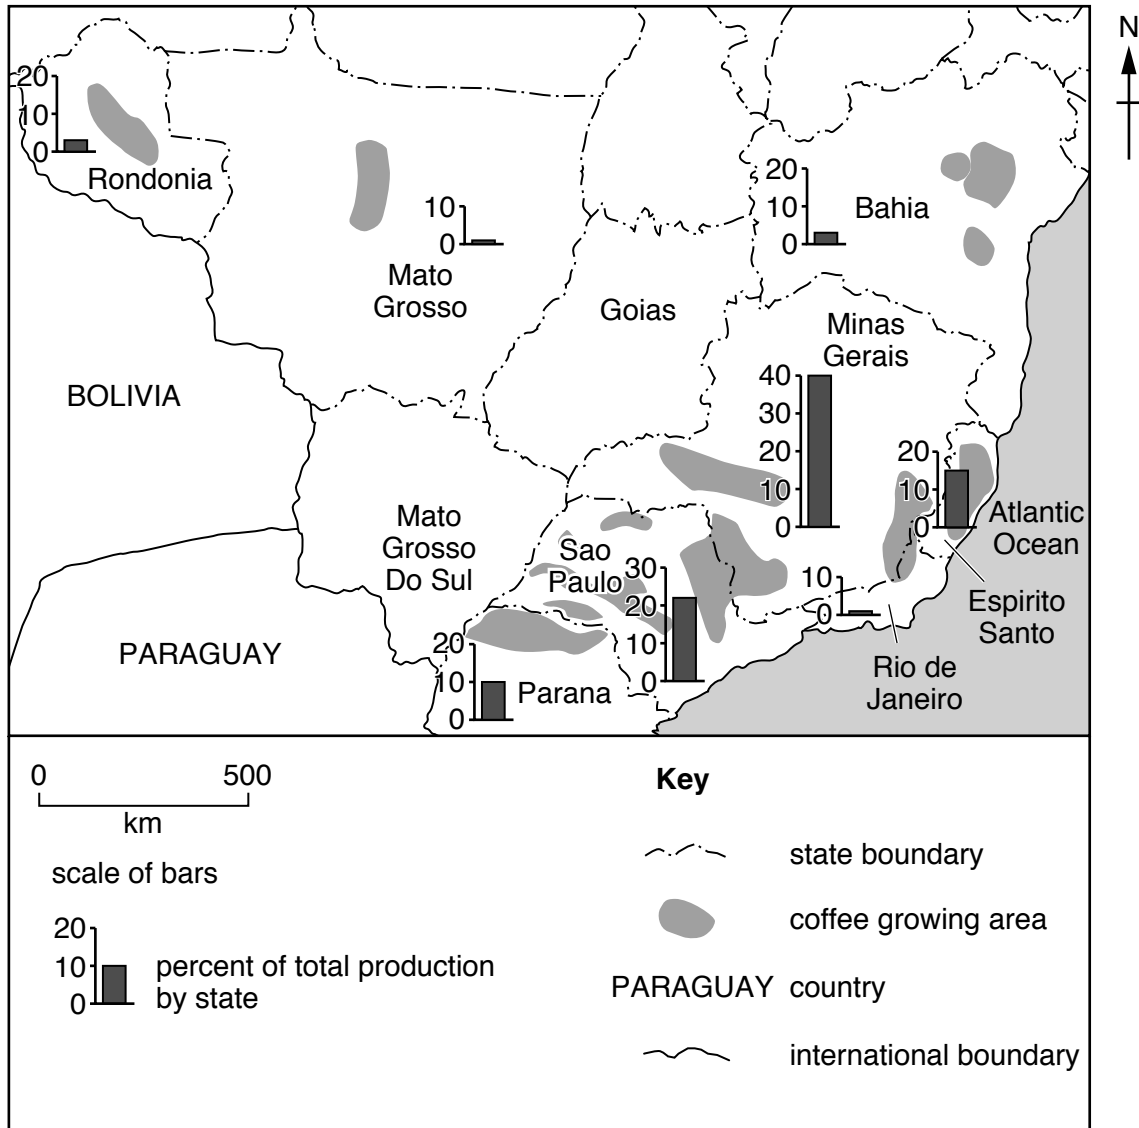 N
20
10
0
Rondonia
10
0
Mato
Grosso
20
10
0
Bahia
Goias
Minas
Gerais
BOLIVIA
40
30
20
10
0
20
10
0
Atlantic
Ocean
Mato
Grosso
Do Sul
Sao
Paulo
30
20
10
0
10
0
Espirito
Santo
PARAGUAY
20
10
0
Parana
Rio de
Janeiro
0 500
km
scale of bars
20
10
0
percent of total production
by state
Key
state boundary
coffee growing area
PARAGUAY country
international boundary